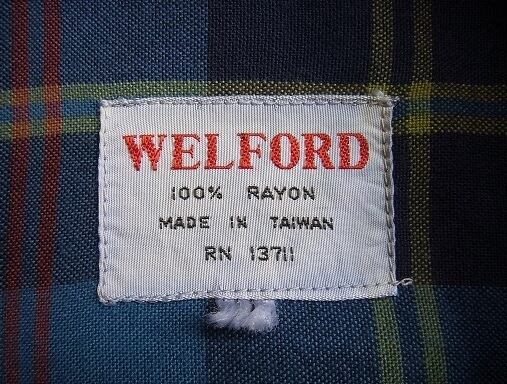 WELFORD
100% RAYON
MADE IN TAIWAN
RN 13711